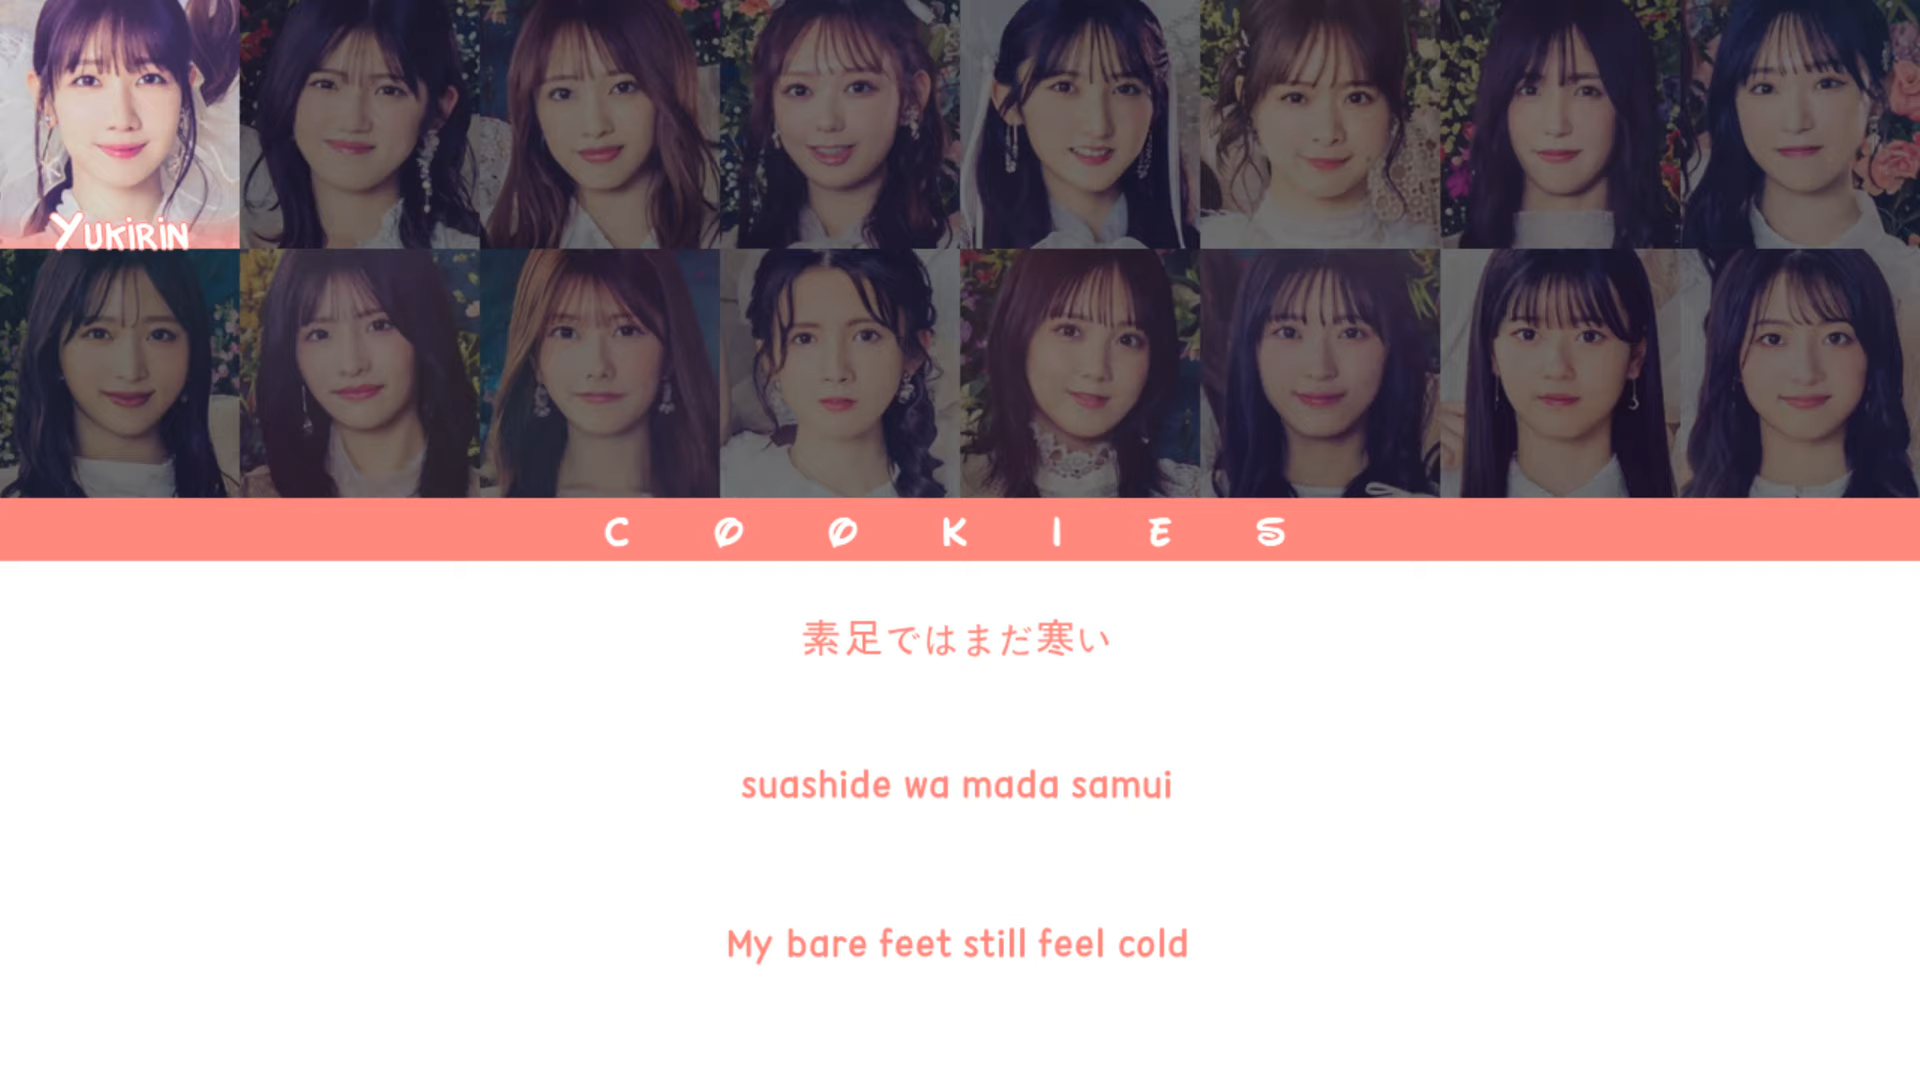 Yukirin
COOKIES
素足ではまだ寒い
suashide wa mada samui
My bare feet still feel cold